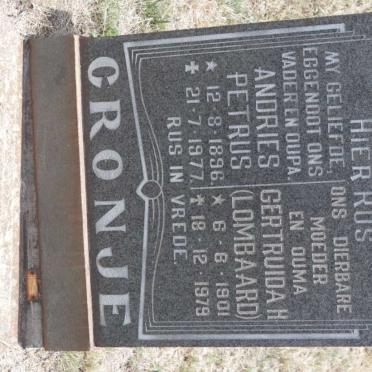 HIER RUS
MY GELIEFDE,
EGGENOOT ONS
VADER EN OUPA.
ANDRIES
PETRUS
★ 12·8·1896.
✝ 21·7·1977.
ONS DIERBARE
MOEDER
EN OUMA
GERTRUIDA H
(LOMBAARD)
★ 6·8·1901
✝ 18·12·1979
RUS IN VREDE.
CRONJE